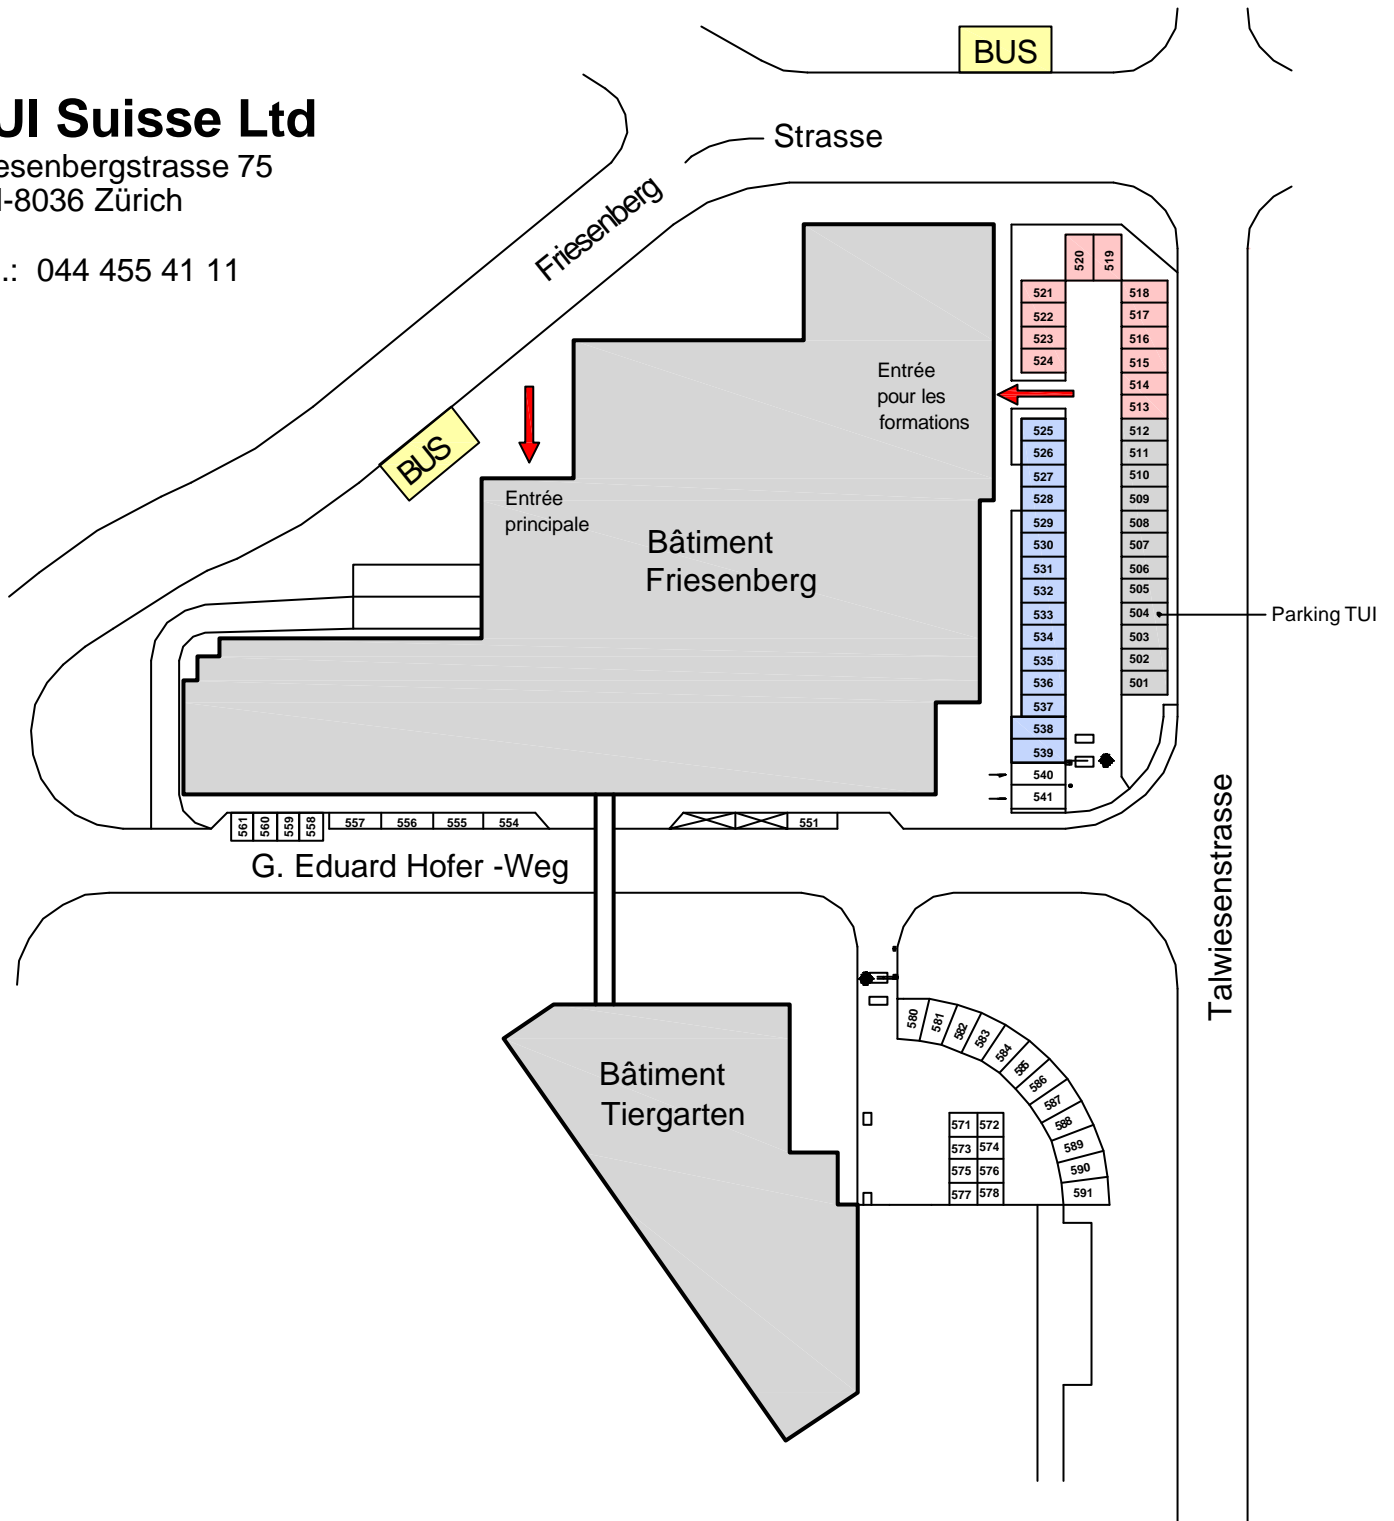 BUS
UI Suisse Ltd
esenbergstrasse 75
-8036 Zürich
.: 044 455 41 11
Strasse
Friesenberg
BUS
Entrée
principale
Entrée
pour les
formations
Bâtiment
Friesenberg
520 519
521 518
522 517
523 516
524 515
514
513
525 512
526 511
527 510
528 509
529 508
530 507
531 506
532 505
533 504
Parking TUI
534 503
535 502
536 501
537
538
539
540
541
561 560 559 558 557 556 555 554 551
G. Eduard Hofer -Weg
Talwiesenstrasse
Bâtiment
Tiergarten
580 581 582 583 584 585 586 587 588 589 590 591
571 572
573 574
575 576
577 578